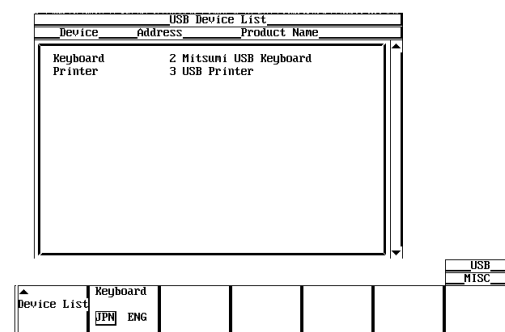 USB Device List
Device Address Product Name
Keyboard 2 Mitsumi USB Keyboard
Printer 3 USB Printer
USB
MISC
Device List
Keyboard
JPN ENG